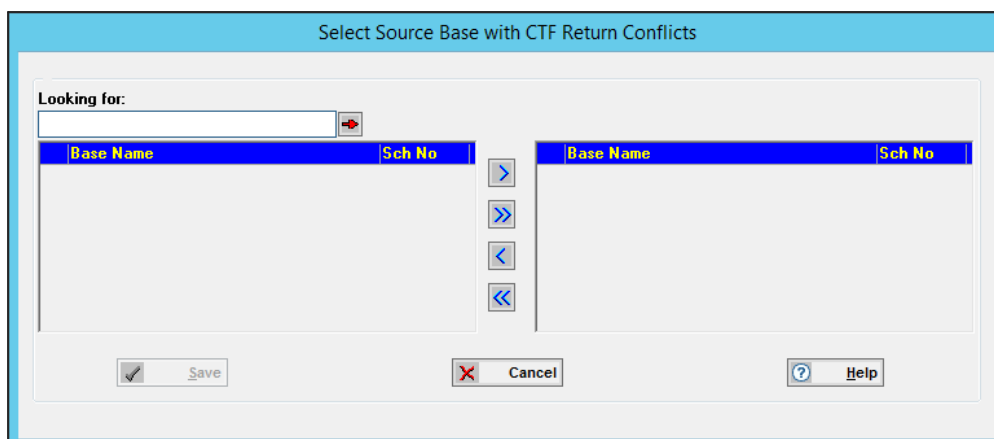 Select Source Base with CTF Return Conflicts
Looking for:
Base Name Sch No Base Name Sch No
Save Cancel Help